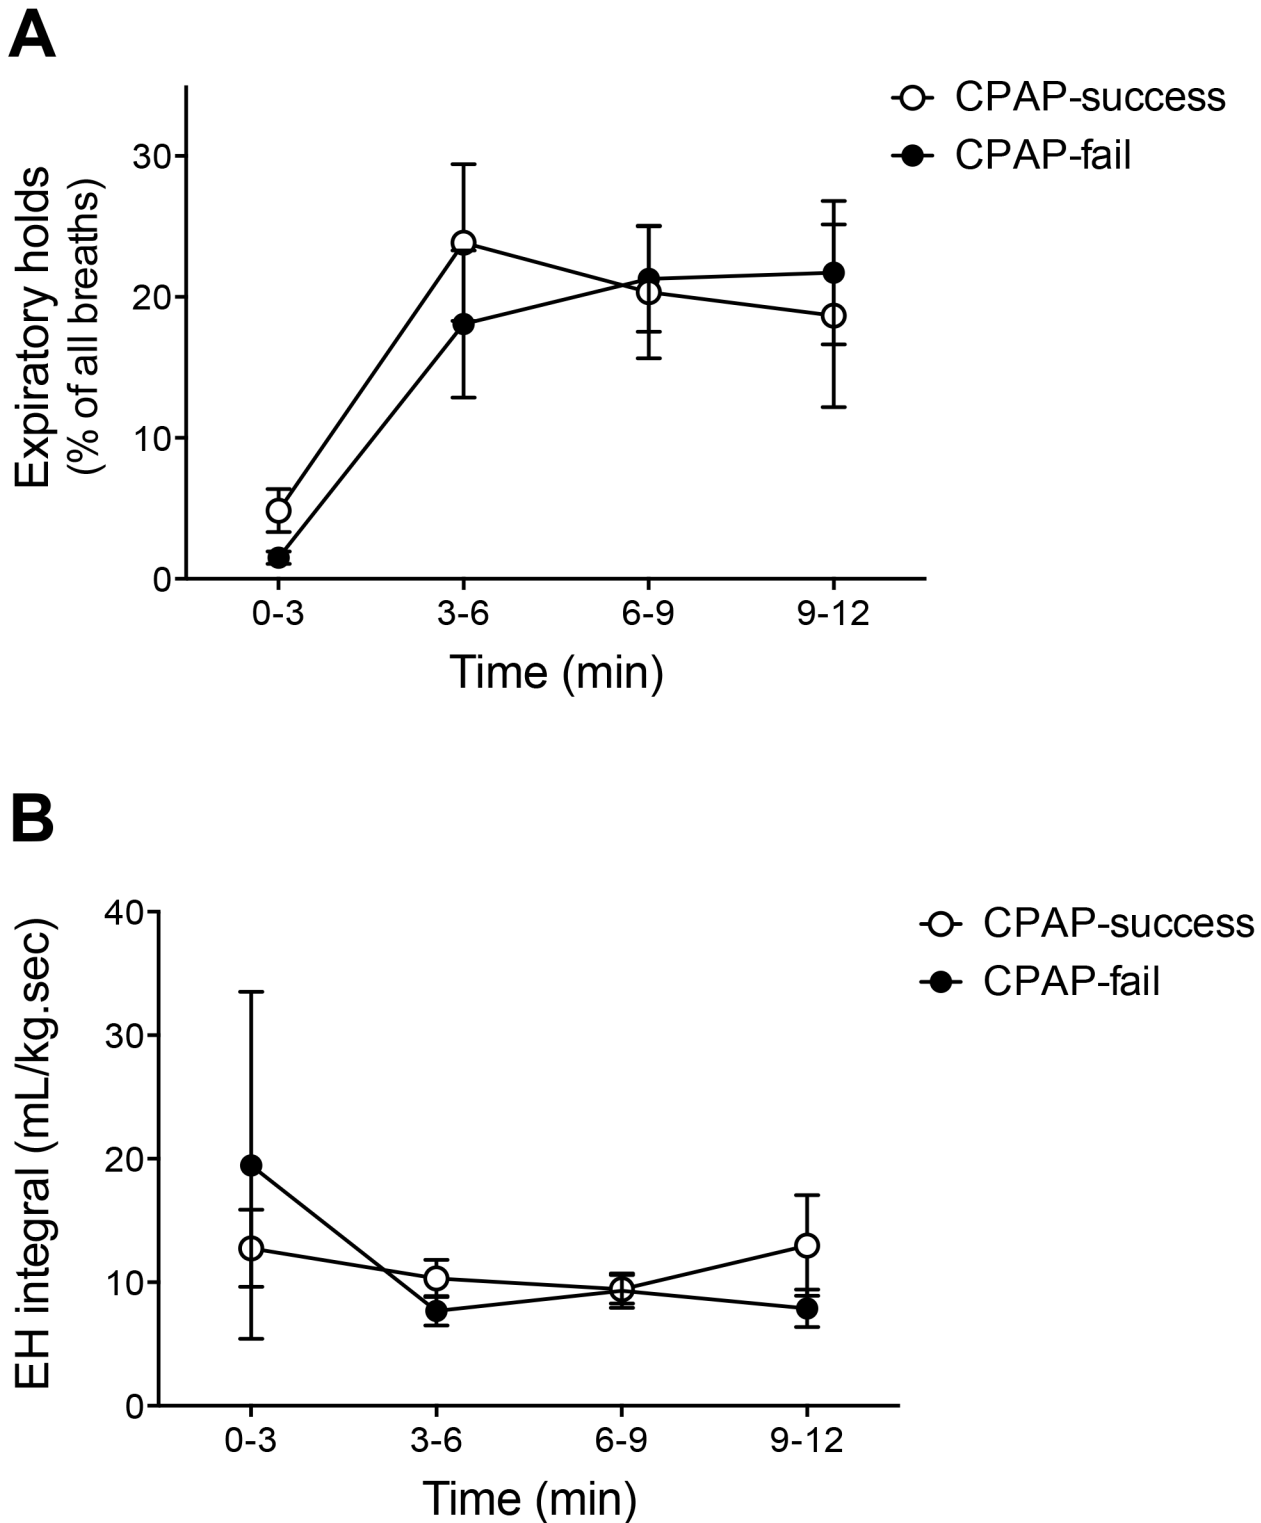 A
CPAP-success
CPAP-fail
Expiratory holds
(% of all breaths)
30
20
10
0
0-3 3-6 6-9 9-12
Time (min)
B
CPAP-success
CPAP-fail
EH integral (mL/kg.sec)
40
30
20
10
0
0-3 3-6 6-9 9-12
Time (min)